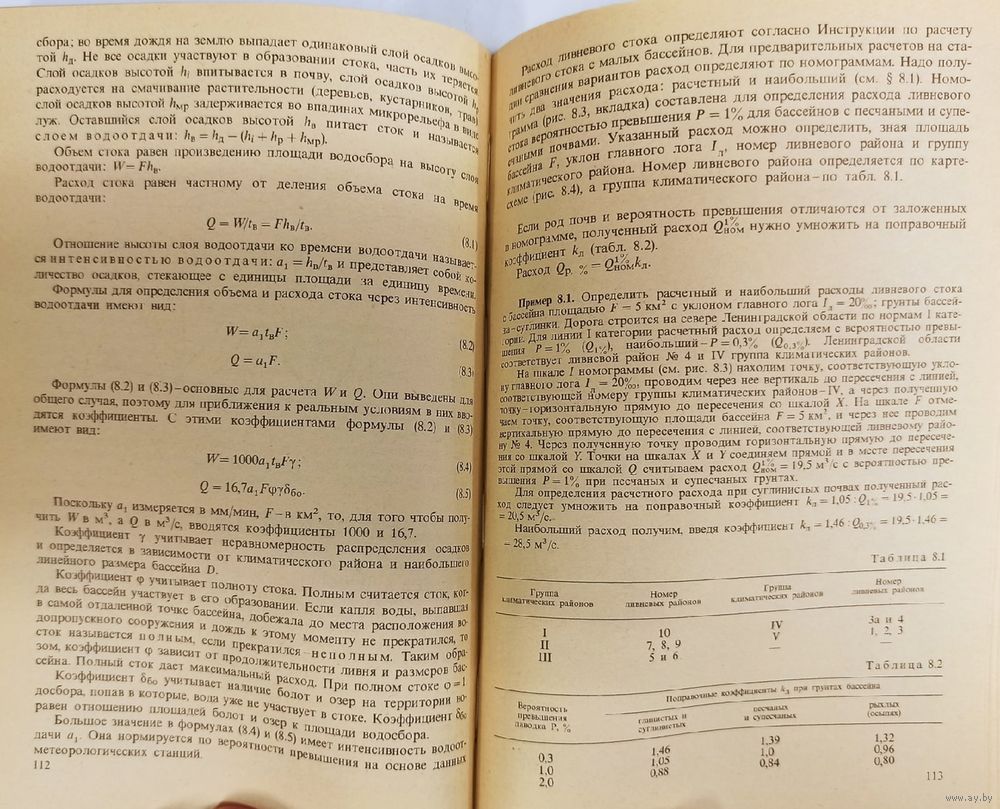 сбора; во время дождя на землю выпадает одинаковый слой осадков высо-
той hд. Не все осадки участвуют в образовании стока, часть их теряется.
Слой осадков высотой hi впитывается в почву, слой осадков высотой hр
расходуется на смачивание растительности (деревьев, кустарников, трав)
слой осадков высотой hмр задерживается во впадинах микрорельефа в виде
луж. Оставшийся слой осадков высотой hв питает сток и называется
слоем водоотдачи: hв = hд – (hi + hр + hмр).
Объем стока равен произведению площади водосбора на высоту слоя
водоотдачи: W = Fhв.
Расход стока равен частному от деления объема стока на время
водоотдачи:
Q = W/tв = Fhв/tв. (8.1)
Отношение высоты слоя водоотдачи ко времени водоотдачи называет-
ся интенсивностью водоотдачи: a1 = hв/tв и представляет собой ко-
личество осадков, стекающее с единицы площади за единицу времени.
Формулы для определения объема и расхода стока через интенсивность
водоотдачи имеют вид:
W = a1tвF; (8.2)
Q = a1F. (8.3)
Формулы (8.2) и (8.3)–основные для расчета W и Q. Они выведены для
общего случая, поэтому для приближения к реальным условиям в них вво-
дятся коэффициенты. С этими коэффициентами формулы (8.2) и (8.3)
имеют вид:
W = 1000a1tвFγ; (8.4)
Q = 16,7a1Fφγδбо. (8.5)
Поскольку a1 измеряется в мм/мин, F–в км², то, для того чтобы полу-
чить W в м³, а Q в м³/с, вводятся коэффициенты 1000 и 16,7.
Коэффициент γ учитывает неравномерность распределения осадков
и определяется в зависимости от климатического района и наибольшего
линейного размера бассейна D.
Коэффициент φ учитывает полноту стока. Полным считается сток, ког-
да весь бассейн участвует в его образовании. Если капля воды, выпавшая
в самой отдаленной точке бассейна, добежала до места расположения во-
допропускного сооружения и дождь к этому моменту не прекратился, то
сток называется полным, если прекратился–неполным. Таким обра-
зом, коэффициент φ зависит от продолжительности ливня и размеров бас-
сейна. Полный сток дает максимальный расход. При полном стоке φ = 1.
Коэффициент δбо учитывает наличие болот и озер на территории во-
досбора, попав в которые, вода уже не участвует в стоке. Коэффициент δбо
равен отношению площадей болот и озер к площади водосбора.
Большое значение в формулах (8.4) и (8.5) имеет интенсивность водоот-
дачи a1. Она нормируется по вероятности превышения на основе данных
метеорологических станций.
112
Расход ливневого стока определяют согласно Инструкции по расчету
ливневого стока с малых бассейнов. Для предварительных расчетов на ста-
дии сравнения вариантов расход определяют по номограммам. Надо полу-
чить два значения расхода: расчетный и наибольший (см. § 8.1). Номо-
грамма (рис. 8.3, вкладка) составлена для определения расхода ливневого
стока вероятностью превышения P = 1% для бассейнов с песчаными и супе-
счаными почвами. Указанный расход можно определить, зная площадь
бассейна F, уклон главного лога Iл, номер ливневого района и группу
климатического района. Номер ливневого района определяется по карте-
схеме (рис. 8.4), а группа климатического района–по табл. 8.1.
Если род почв и вероятность превышения отличаются от заложенных
в номограмме, полученный расход Q1%ном нужно умножить на поправочный
коэффициент kл (табл. 8.2).
Расход Qр. % = Q1%номkл.
Пример 8.1. Определить расчетный и наибольший расходы ливневого стока
с бассейна площадью F = 5 км² с уклоном главного лога Iл = 20‰; грунты бассей-
на–суглинки. Дорога строится на севере Ленинградской области по нормам I кате-
гории. Для линии I категории расчетный расход определяем с вероятностью превы-
шения P = 1% (Q1%), наибольший–P = 0,3% (Q0,3%). Ленинградской области
соответствует ливневой район № 4 и IV группа климатических районов.
На шкале I номограммы (см. рис. 8.3) находим точку, соответствующую укло-
ну главного лога Iл = 20‰, проводим через нее вертикаль до пересечения с линией,
соответствующей номеру группы климатических районов–IV, а через полученную
точку–горизонтальную прямую до пересечения со шкалой X. На шкале F отме-
чаем точку, соответствующую площади бассейна F = 5 км², и через нее проводим
вертикальную прямую до пересечения с линией, соответствующей ливневому райо-
ну № 4. Через полученную точку проводим горизонтальную прямую до пересече-
ния со шкалой Y. Точки на шкалах X и Y соединяем прямой и в месте пересечения
этой прямой со шкалой Q считываем расход Q1%ном = 19,5 м³/с с вероятностью пре-
вышения P = 1% при песчаных и супесчаных грунтах.
Для определения расчетного расхода при суглинистых почвах полученный рас-
ход следует умножить на поправочный коэффициент kл = 1,05: Q1% = 19,5·1,05 =
= 20,5 м³/с.
Наибольший расход получим, введя коэффициент kл = 1,46: Q0,3% = 19,5·1,46 =
= 28,5 м³/с.
Таблица 8.1
Группа климатических районов Номер ливневых районов Группа климатических районов Номер ливневых районов
I 10 IV 3а и 4
II 7, 8, 9 V 1, 2, 3
III 5 и 6 — —
Таблица 8.2
Вероятность превышения паводка P, % Поправочные коэффициенты kл при грунтах бассейна
глинистых и суглинистых песчаных и супесчаных рыхлых (осыпях)
0,3 1,46 1,39 1,32
1,0 1,05 1,0 0,96
2,0 0,88 0,84 0,80
113
www.ay.by